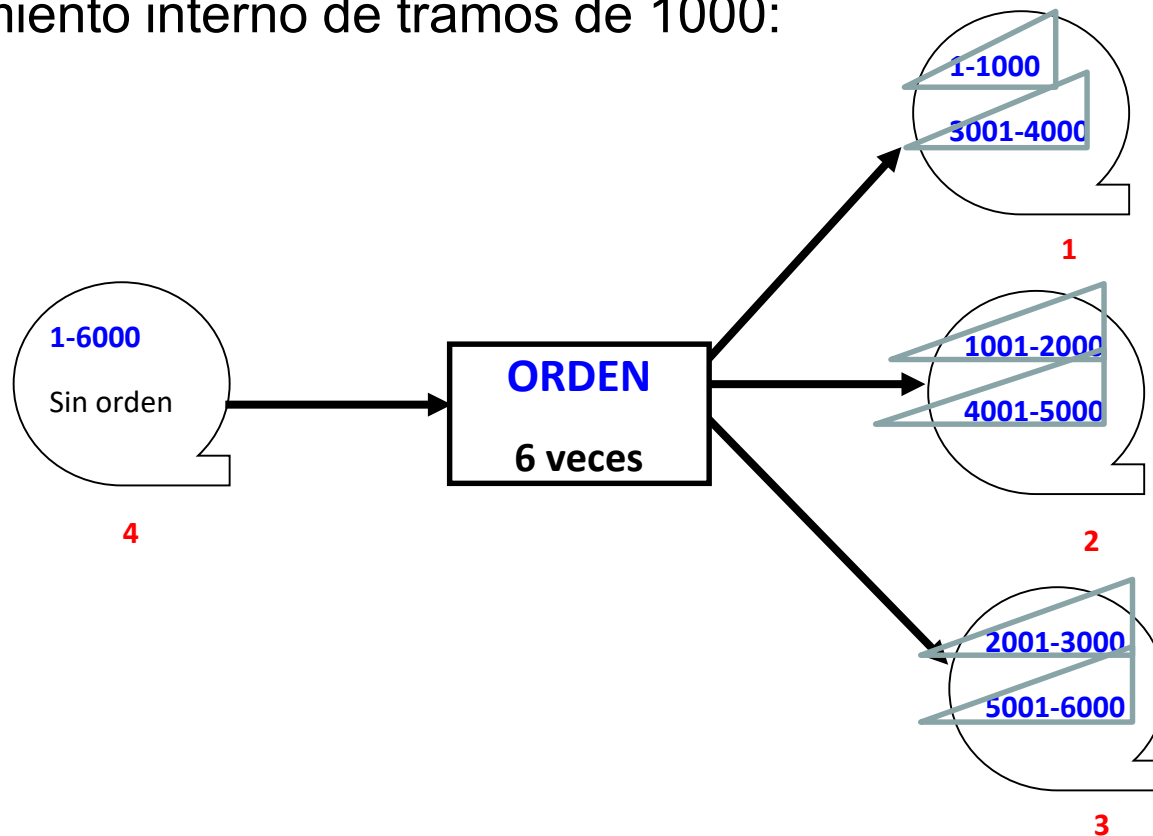 miento interno de tramos de 1000:
1-1000
3001-4000
1
1-6000
Sin orden
4
ORDEN
6 veces
1001-2000
4001-5000
2
2001-3000
5001-6000
3